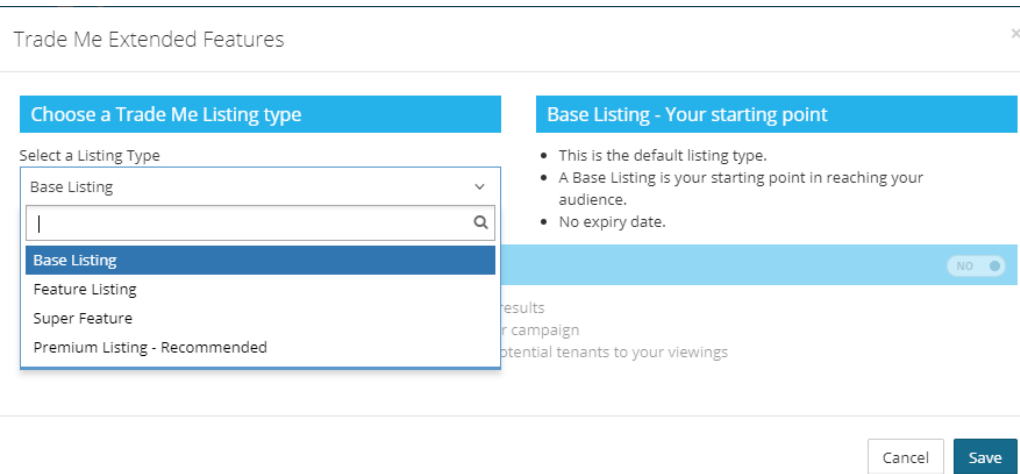 Trade Me Extended Features
×
Choose a Trade Me Listing type
Select a Listing Type
Base Listing
Base Listing
Feature Listing
Super Feature
Premium Listing - Recommended
Base Listing - Your starting point
• This is the default listing type.
• A Base Listing is your starting point in reaching your
audience.
• No expiry date.
NO
results
campaign
potential tenants to your viewings
Cancel
Save